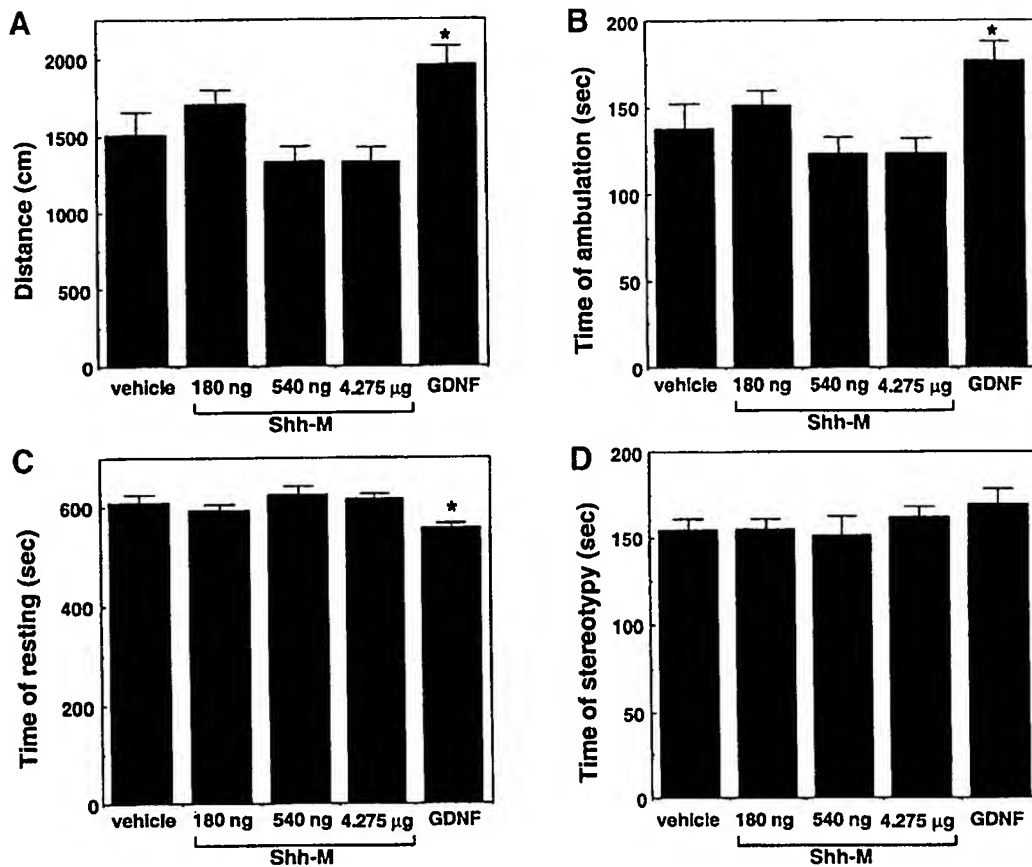 A
Distance (cm)
2000
1500
1000
500
0
*
vehicle 180 ng 540 ng 4.275 µg GDNF
Shh-M
B
Time of ambulation (sec)
200
150
100
50
0
*
vehicle 180 ng 540 ng 4.275 µg GDNF
Shh-M
C
Time of resting (sec)
600
400
200
0
*
vehicle 180 ng 540 ng 4.275 µg GDNF
Shh-M
D
Time of stereotypy (sec)
200
150
100
50
0
vehicle 180 ng 540 ng 4.275 µg GDNF
Shh-M